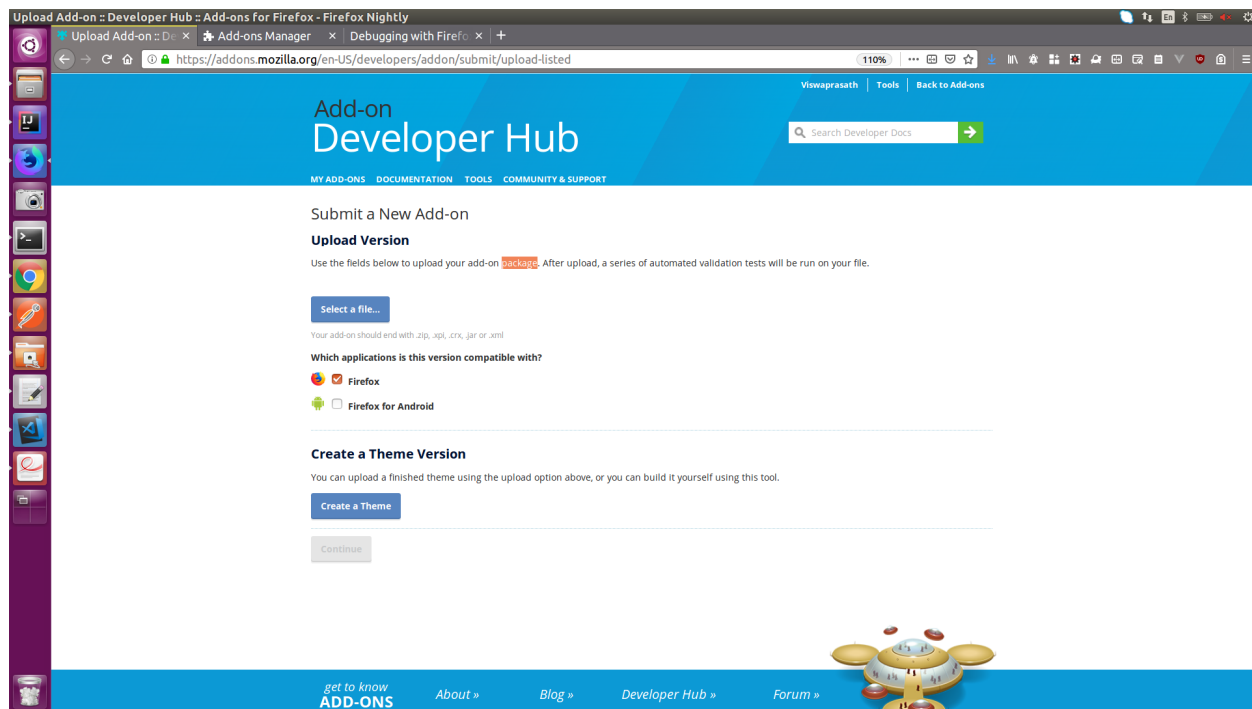 Upload Add-on :: Developer Hub :: Add-ons for Firefox - Firefox Nightly
En
Upload Add-on :: De
Add-ons Manager
Debugging with Firefo
https://addons.mozilla.org/en-US/developers/addon/submit/upload-listed
110%
Viswaprasath
Tools
Back to Add-ons
Add-on
Developer Hub
Search Developer Docs
MY ADD-ONS DOCUMENTATION TOOLS COMMUNITY & SUPPORT
Submit a New Add-on
Upload Version
Use the fields below to upload your add-on package. After upload, a series of automated validation tests will be run on your file.
Select a file...
Your add-on should end with .zip, .xpi, .crx, .jar or .xml
Which applications is this version compatible with?
Firefox
Firefox for Android
Create a Theme Version
You can upload a finished theme using the upload option above, or you can build it yourself using this tool.
Create a Theme
Continue
get to know
ADD-ONS
About »
Blog »
Developer Hub »
Forum »